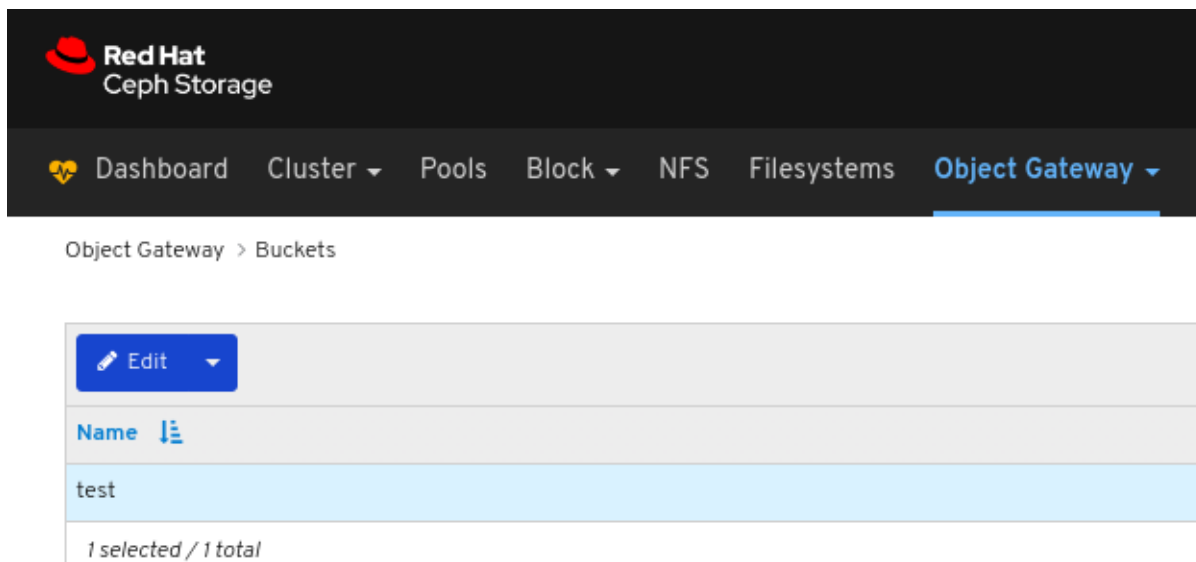 Red Hat
Ceph Storage
Dashboard Cluster Pools Block NFS Filesystems Object Gateway
Object Gateway > Buckets
Edit
Name
test
1 selected / 1 total